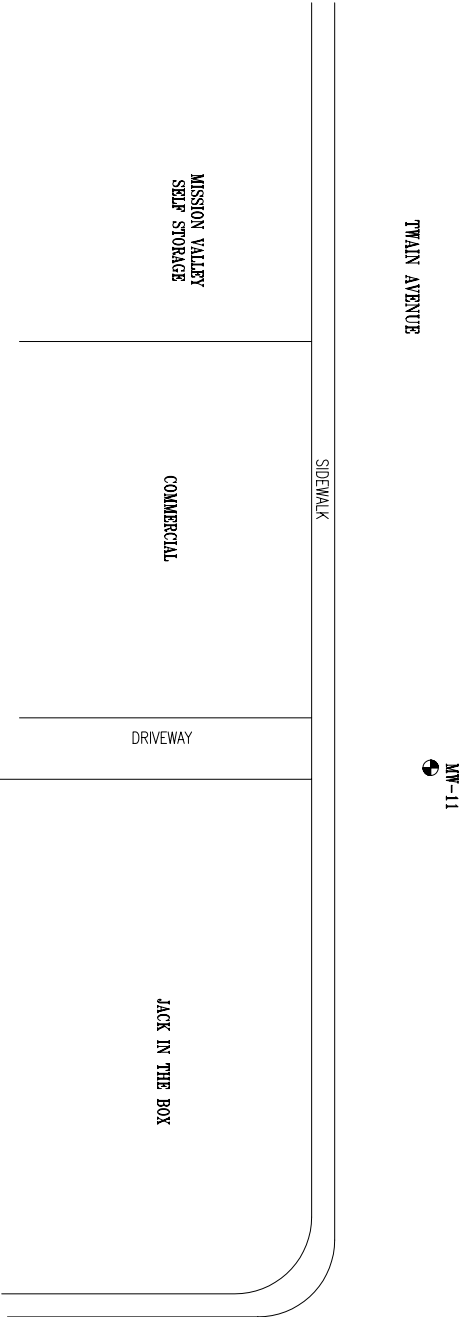 TWAIN AVENUE
MW-11
SIDEWALK
MISSION VALLEY
SELF STORAGE
COMMERCIAL
DRIVEWAY
JACK IN THE BOX